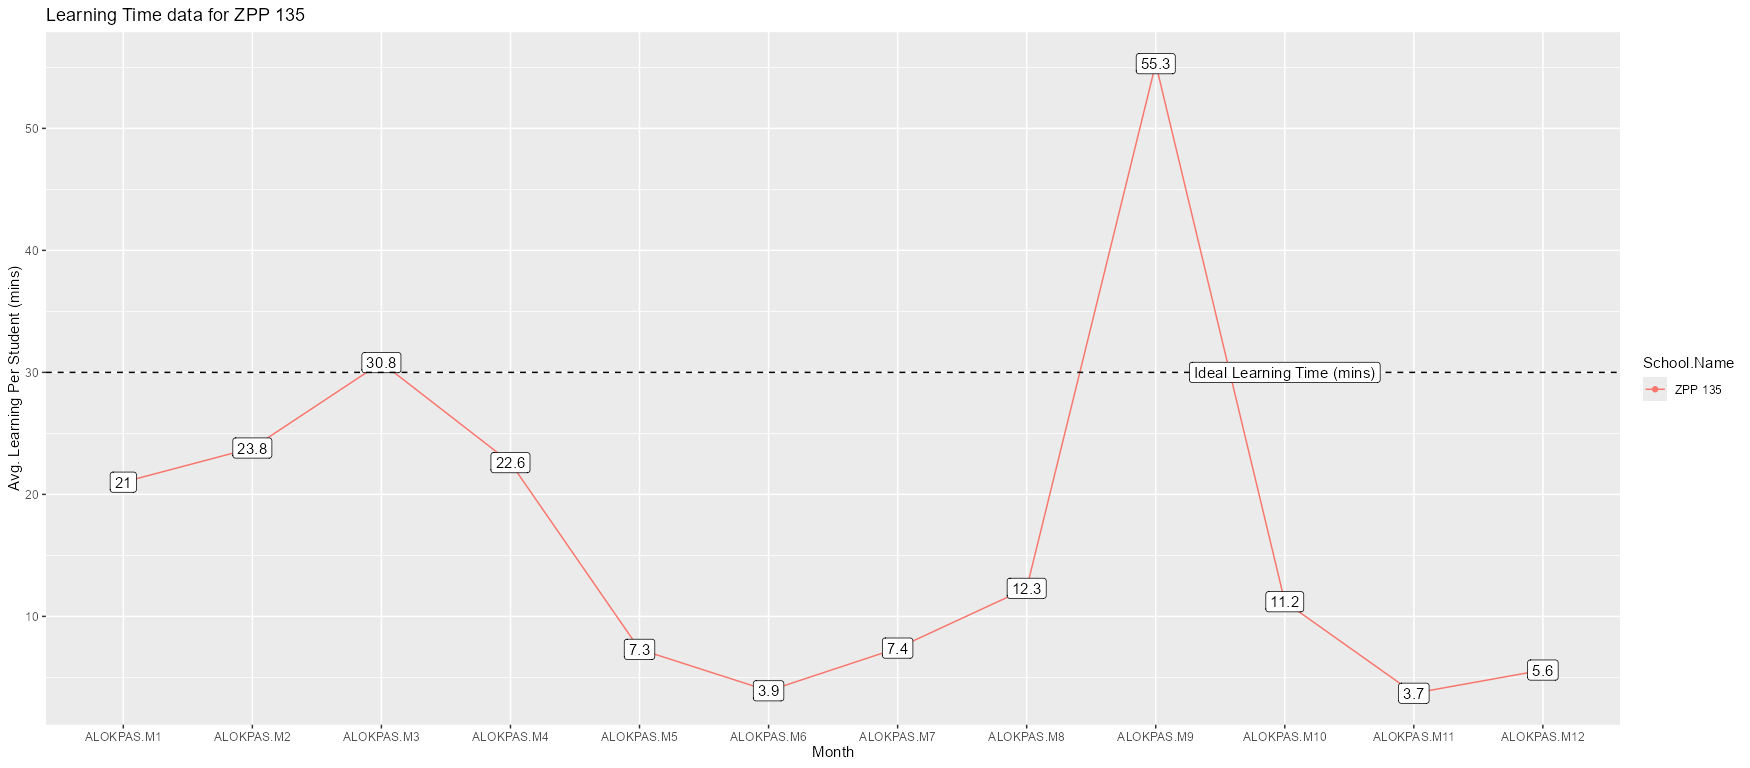 Learning Time data for ZPP 135
Avg. Learning Per Student (mins)
50
40
30
20
10
21
23.8
30.8
22.6
7.3
3.9
7.4
12.3
55.3
11.2
3.7
5.6
Ideal Learning Time (mins)
ALOKPAS.M1 ALOKPAS.M2 ALOKPAS.M3 ALOKPAS.M4 ALOKPAS.M5 ALOKPAS.M6 ALOKPAS.M7 ALOKPAS.M8 ALOKPAS.M9 ALOKPAS.M10 ALOKPAS.M11 ALOKPAS.M12
Month
School.Name
ZPP 135